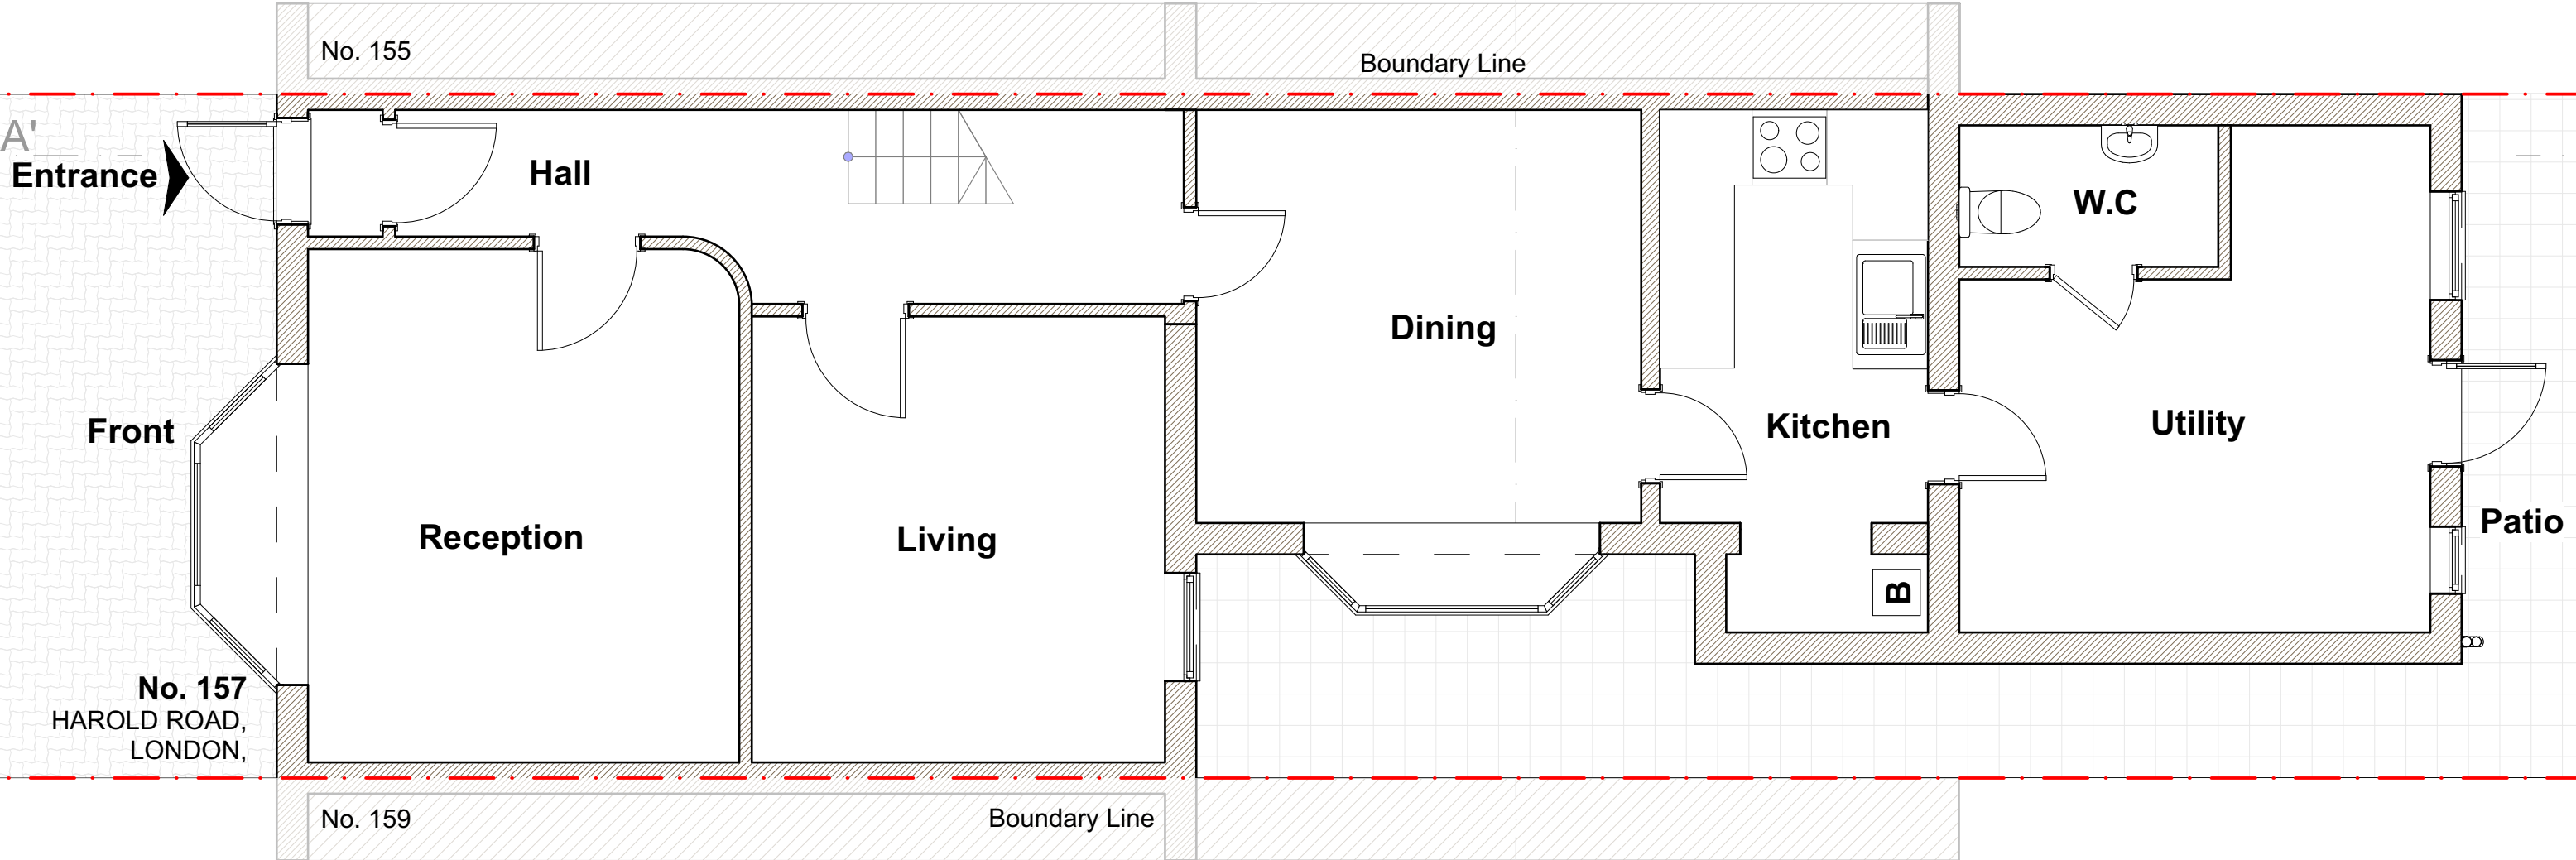 No. 155
Boundary Line
A'
Entrance
Hall
W.C
Dining
Front
Kitchen
Utility
Patio
Reception
Living
B
No. 157
HAROLD ROAD,
LONDON,
No. 159
Boundary Line